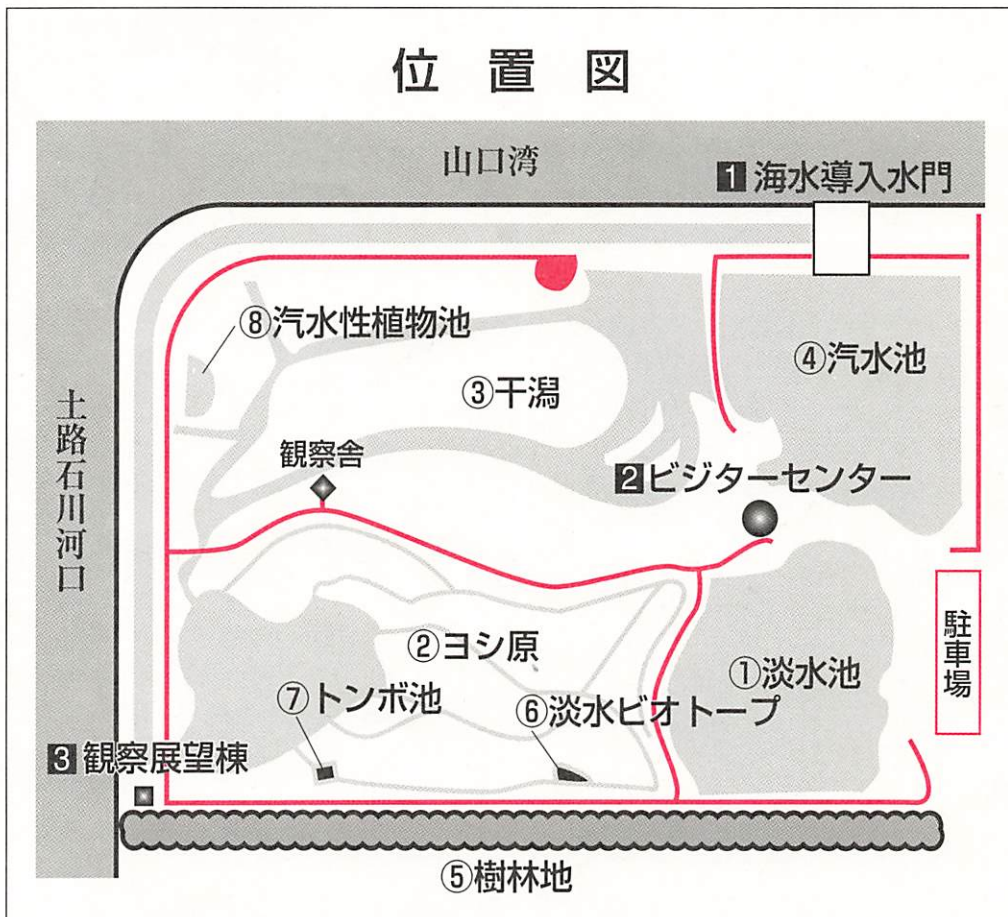 位置図
山口湾
1 海水導入水門
⑧汽水性植物池
④汽水池
③干潟
土路石川河口
観察舎
2 ビジターセンター
②ヨシ原
①淡水池
駐車場
⑦トンボ池
⑥淡水ビオトープ
3 観察展望棟
⑤樹林地